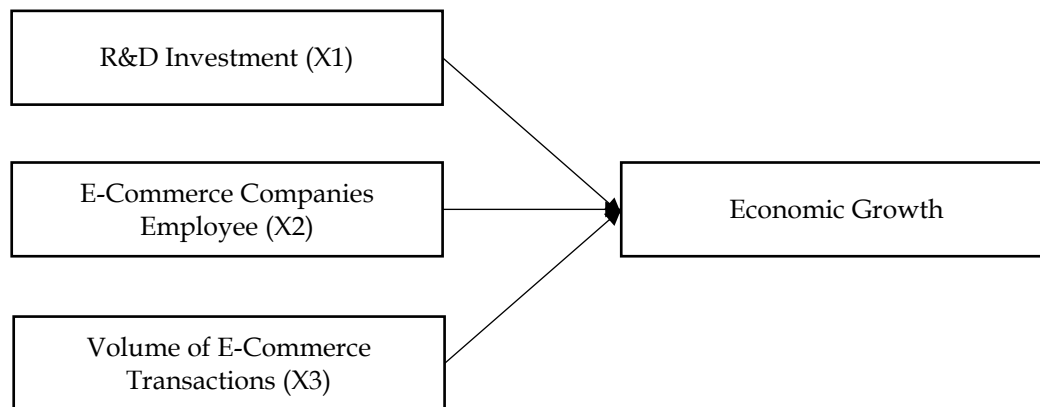 R&D Investment (X1)
E-Commerce Companies
Employee (X2)
Economic Growth
Volume of E-Commerce
Transactions (X3)